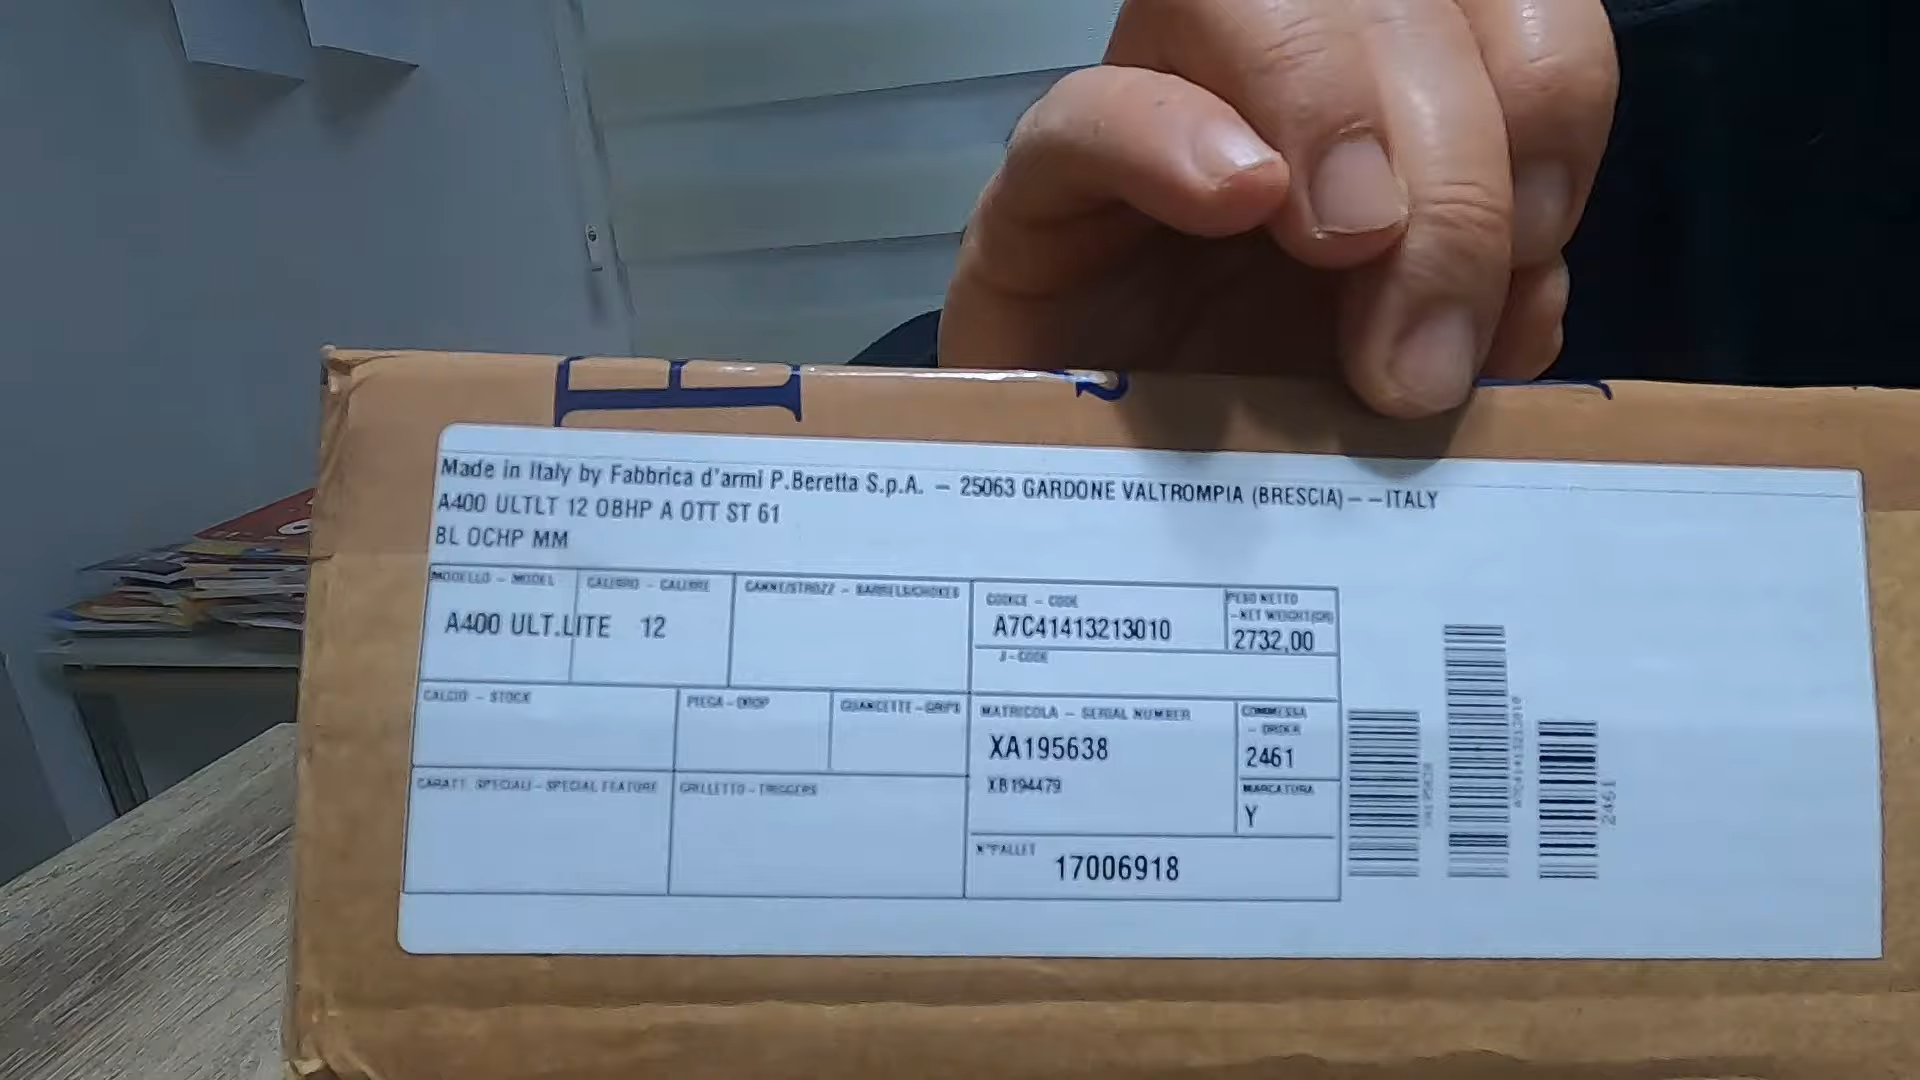 Made in Italy by Fabbrica d'armi P.Beretta S.p.A. – 25063 GARDONE VALTROMPIA (BRESCIA) – –ITALY
A400 ULTLT 12 OBHP A OTT ST 61
BL OCHP MM
MODELLO – MODEL
CALIBRO – CALIBRE
CANNE/STROZZ – BARRELS/CHOKES
CODICE – CODE
PESO NETTO
–NET WEIGHT(GR)
A400 ULT.LITE 12
A7C41413213010
2732,00
J–CODE
CALCIO – STOCK
PIEGA–DROP
GUANCETTE–GRIPS
MATRICOLA – SERIAL NUMBER
COMMESSA
– ORDER
XA195638
2461
XB194479
CARATT. SPECIALI–SPECIAL FEATURE
GRILLETTO–TRIGGERS
MARCATURA
Y
N°PALLET
17006918
XA195638
A7C41413213010
2461